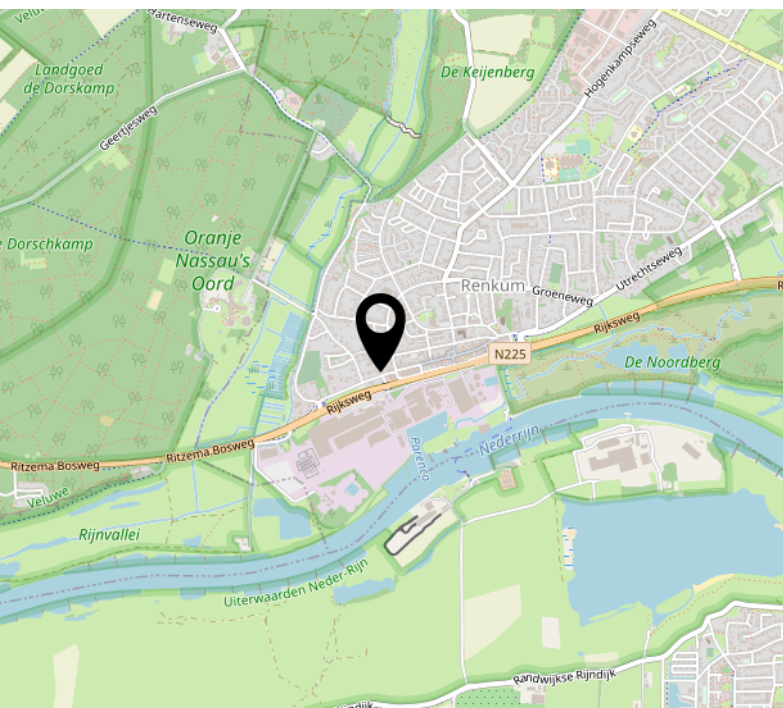 Hartenseweg
Landgoed
de Dorskamp
De Keijenberg
Hogenkampseweg
Geertjesweg
Dorschkamp
Oranje
Nassau's
Oord
Renkum
Groeneweg
Utrechtseweg
Rijksweg
N225
De Noordberg
Rijksweg
Nederrijn
Parenco
Ritzema Bosweg
Ritzema Bosweg
Veluwe
Rijnvallei
Uiterwaarden Neder-Rijn
Randwijkse Rijndijk